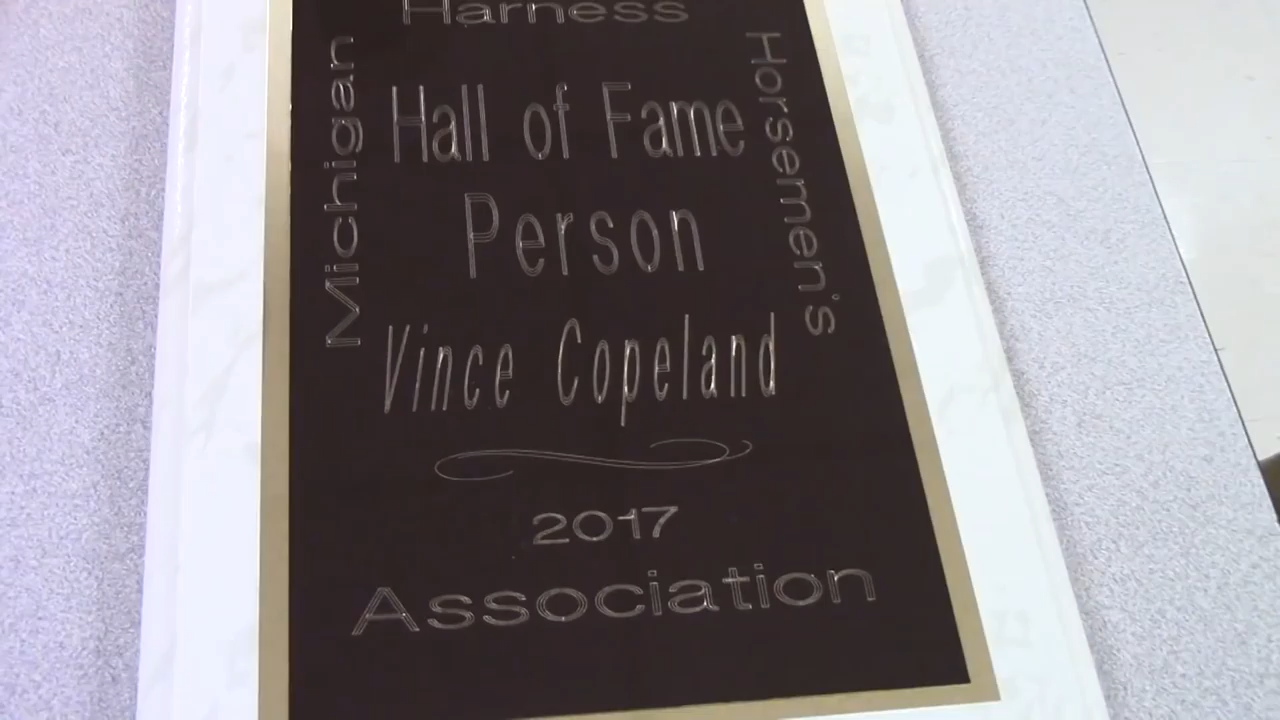 Harness
Michigan
Horsemen's
Hall of Fame
Person
Vince Copeland
2017
Association